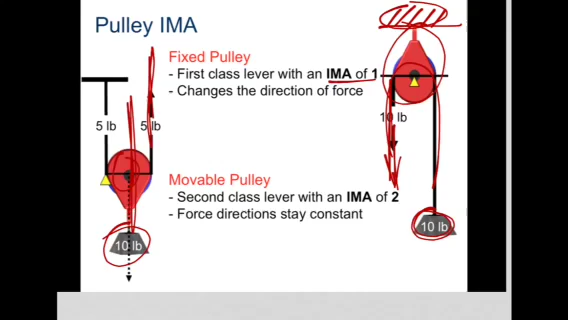 Pulley IMA
Fixed Pulley
- First class lever with an IMA of 1
- Changes the direction of force
5 lb
5 lb
10 lb
Movable Pulley
- Second class lever with an IMA of 2
- Force directions stay constant
10 lb
10 lb